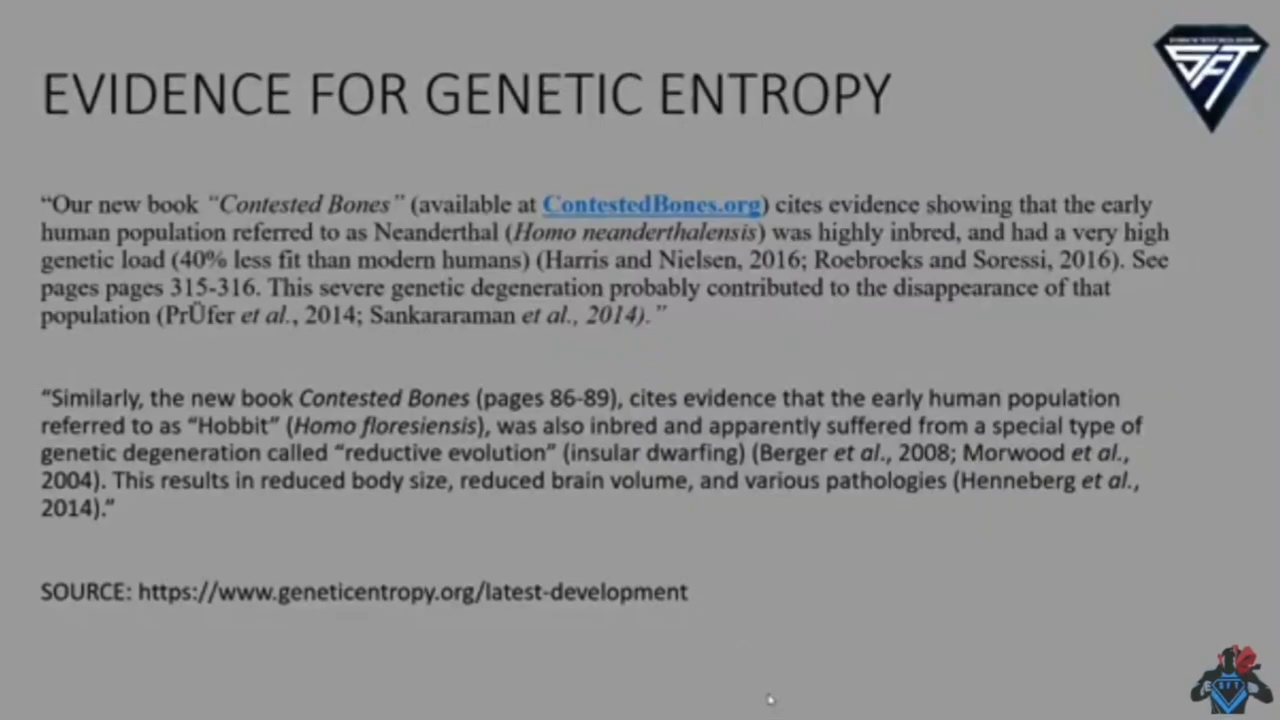 EVIDENCE FOR GENETIC ENTROPY
SFT
“Our new book “Contested Bones” (available at ContestedBones.org) cites evidence showing that the early
human population referred to as Neanderthal (Homo neanderthalensis) was highly inbred, and had a very high
genetic load (40% less fit than modern humans) (Harris and Nielsen, 2016; Roebroeks and Soressi, 2016). See
pages pages 315-316. This severe genetic degeneration probably contributed to the disappearance of that
population (PrÜfer et al., 2014; Sankararaman et al., 2014).”
“Similarly, the new book Contested Bones (pages 86-89), cites evidence that the early human population
referred to as “Hobbit” (Homo floresiensis), was also inbred and apparently suffered from a special type of
genetic degeneration called “reductive evolution” (insular dwarfing) (Berger et al., 2008; Morwood et al.,
2004). This results in reduced body size, reduced brain volume, and various pathologies (Henneberg et al.,
2014).”
SOURCE: https://www.geneticentropy.org/latest-development
SFT